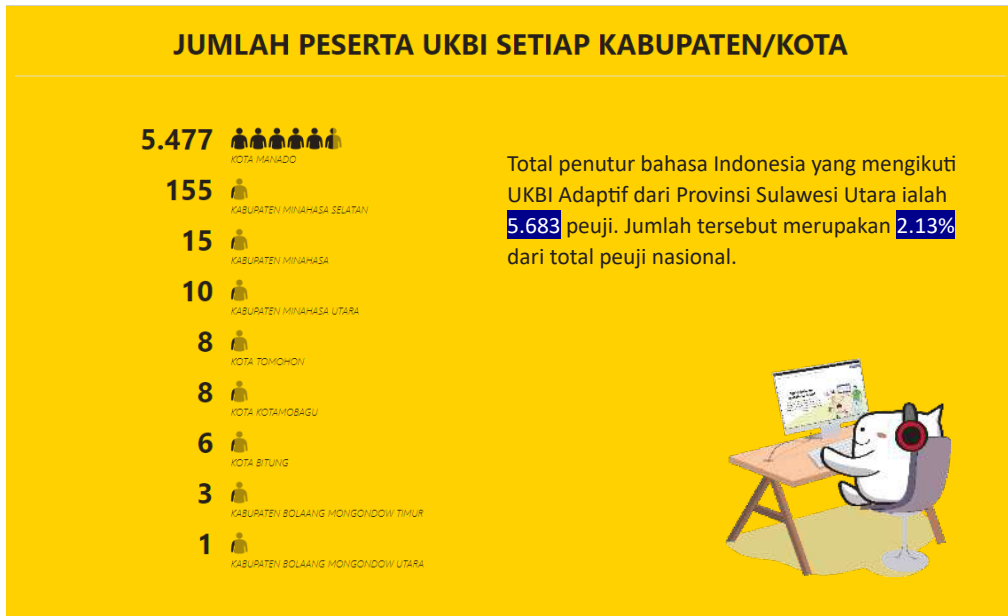 JUMLAH PESERTA UKBI SETIAP KABUPATEN/KOTA
5.477
KOTA MANADO
155
KABUPATEN MINAHASA SELATAN
15
KABUPATEN MINAHASA
10
KABUPATEN MINAHASA UTARA
8
KOTA TOMOHON
8
KOTA KOTAMOBAGU
6
KOTA BITUNG
3
KABUPATEN BOLAANG MONGONDOW TIMUR
1
KABUPATEN BOLAANG MONGONDOW UTARA
Total penutur bahasa Indonesia yang mengikuti
UKBI Adaptif dari Provinsi Sulawesi Utara ialah
5.683 peuji. Jumlah tersebut merupakan 2.13%
dari total peuji nasional.